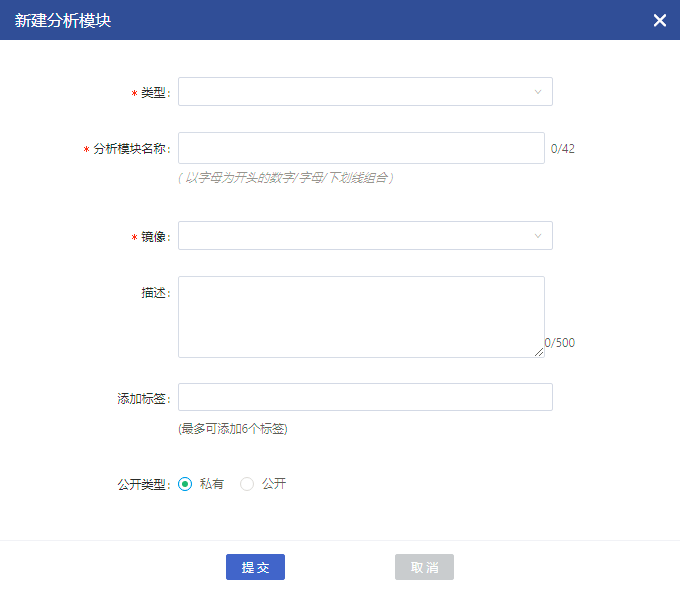 新建分析模块
* 类型:
* 分析模块名称: 0/42
( 以字母为开头的数字/字母/下划线组合 )
* 镜像:
描述:
0/500
添加标签:
(最多可添加6个标签)
公开类型: 私有 公开
提 交 取 消